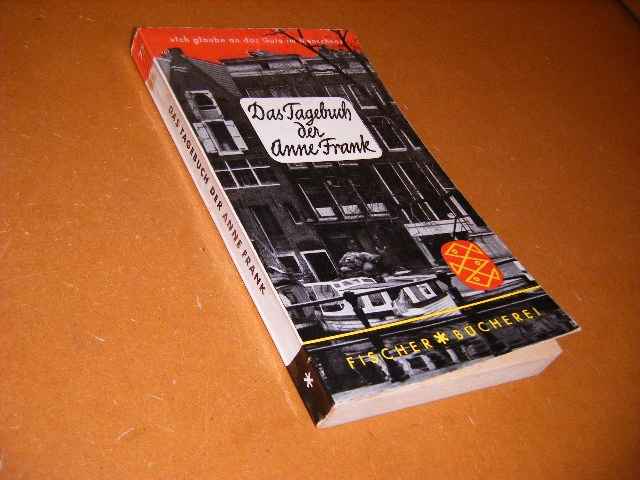 »Ich glaube an das Gute im Menschen«
Das Tagebuch
der
Anne Frank
FISCHER * BÜCHEREI
DAS TAGEBUCH DER ANNE FRANK
*